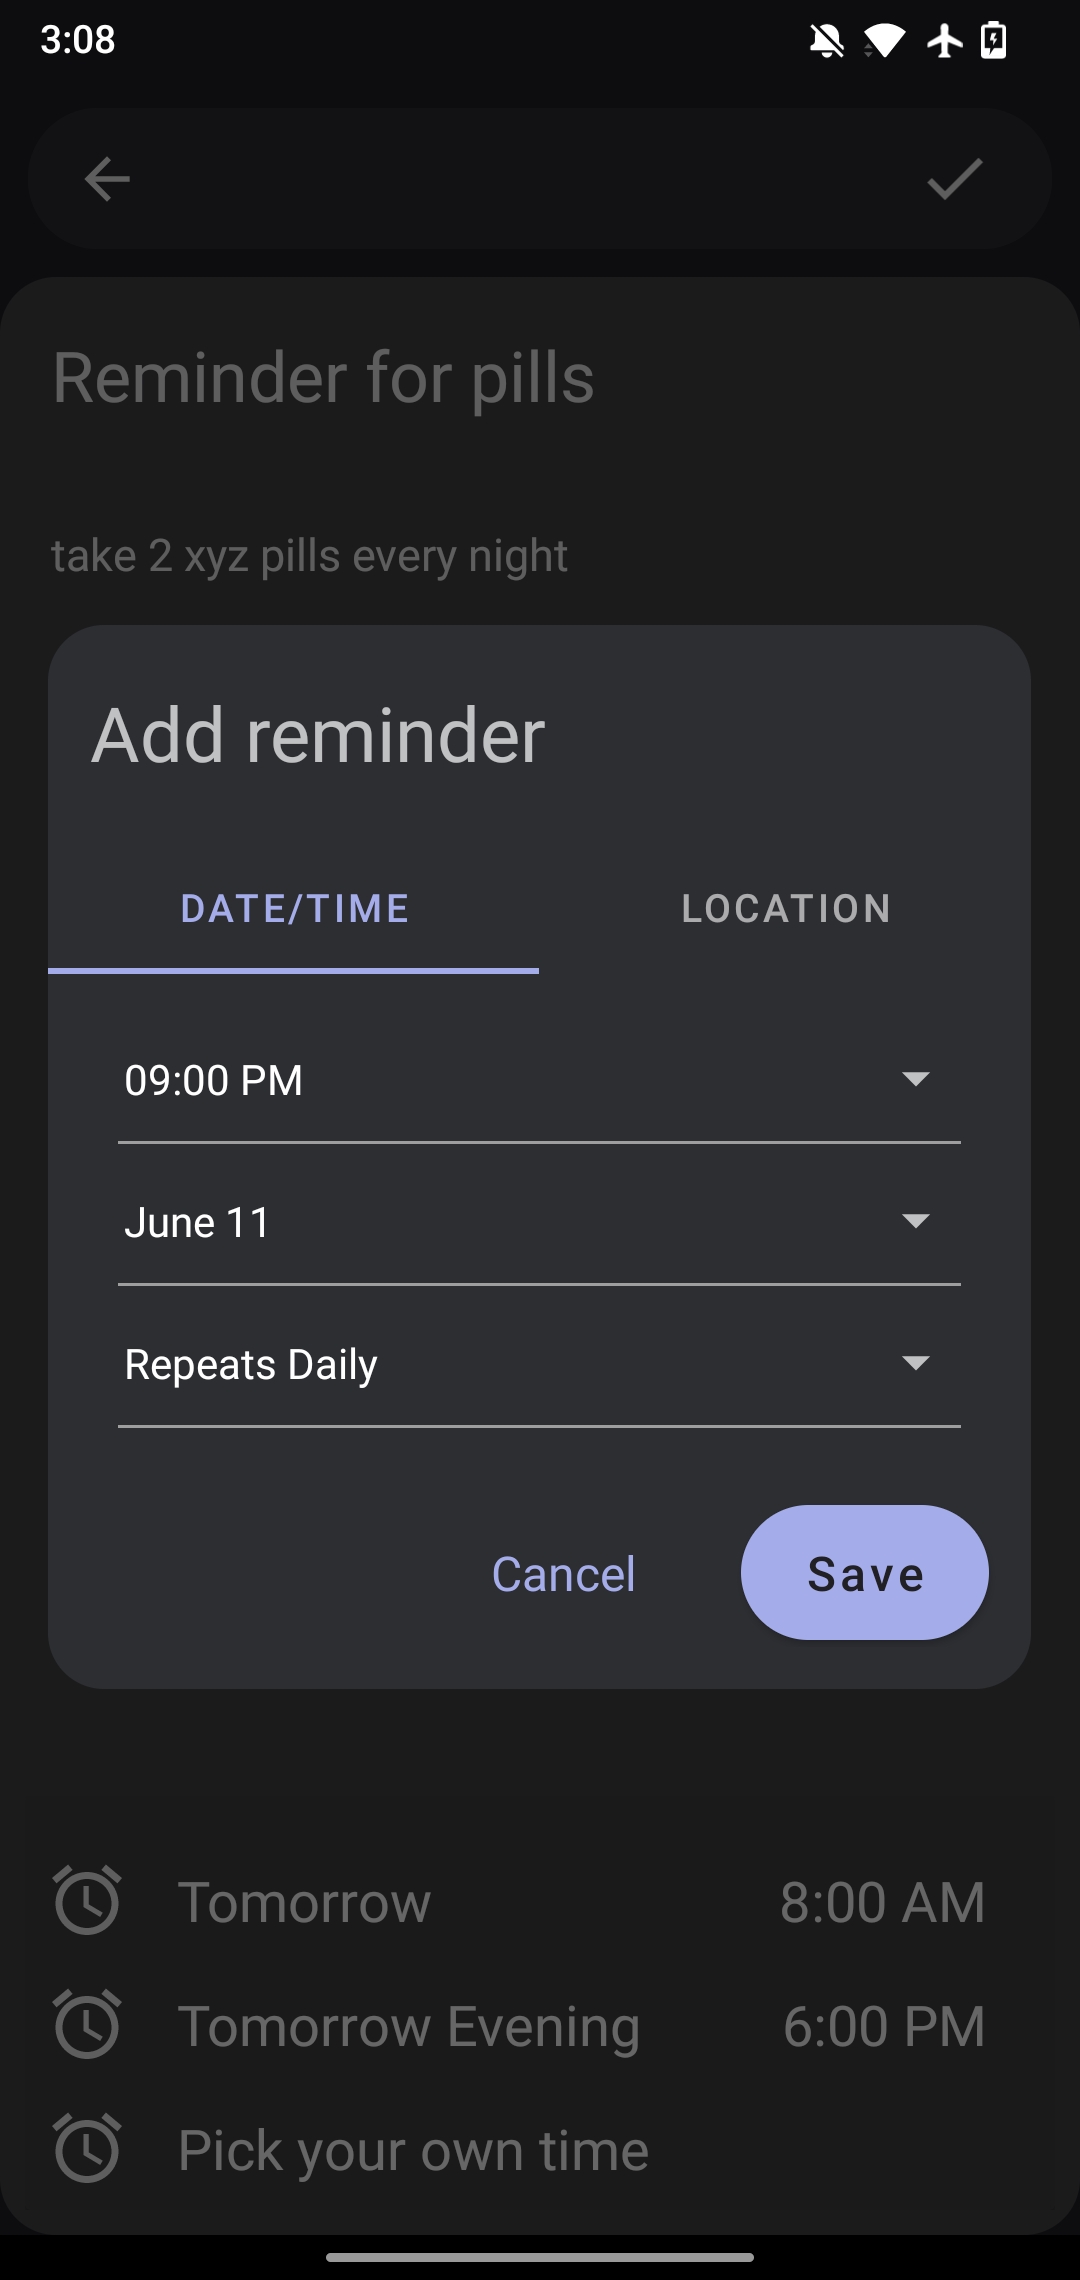 3:08
Reminder for pills
take 2 xyz pills every night
Add reminder
DATE/TIME LOCATION
09:00 PM
June 11
Repeats Daily
Cancel Save
Tomorrow 8:00 AM
Tomorrow Evening 6:00 PM
Pick your own time